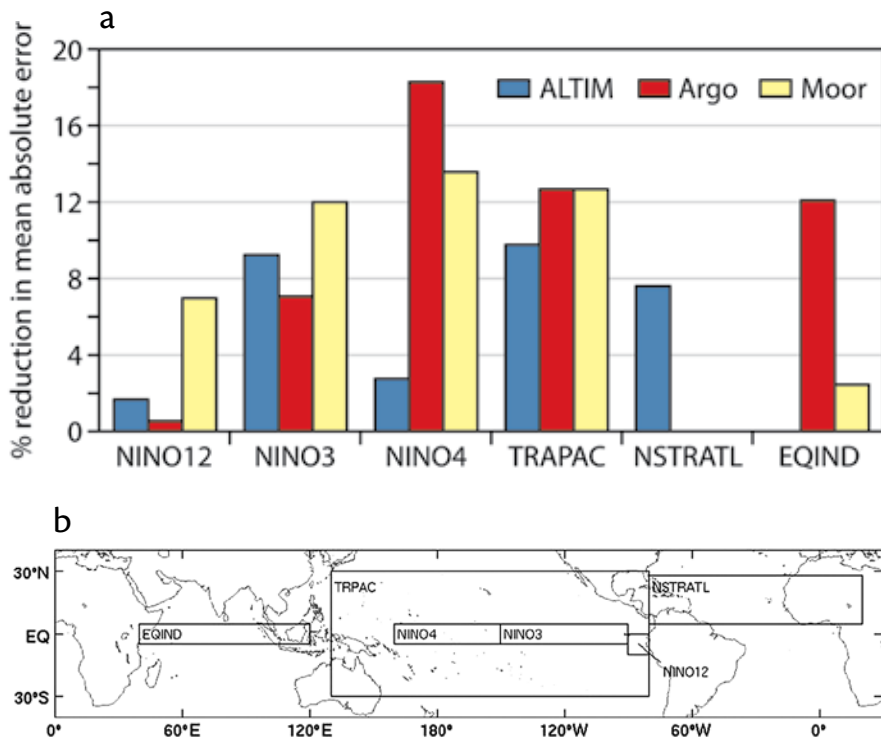 a
% reduction in mean absolute error
20
16
12
8
4
0
ALTIM Argo Moor
NINO12 NINO3 NINO4 TRAPAC NSTRATL EQIND
b
30°N
EQ
30°S
TRPAC
NSTRATL
EQIND
NINO4 NINO3
NINO12
0° 60°E 120°E 180° 120°W 60°W 0°